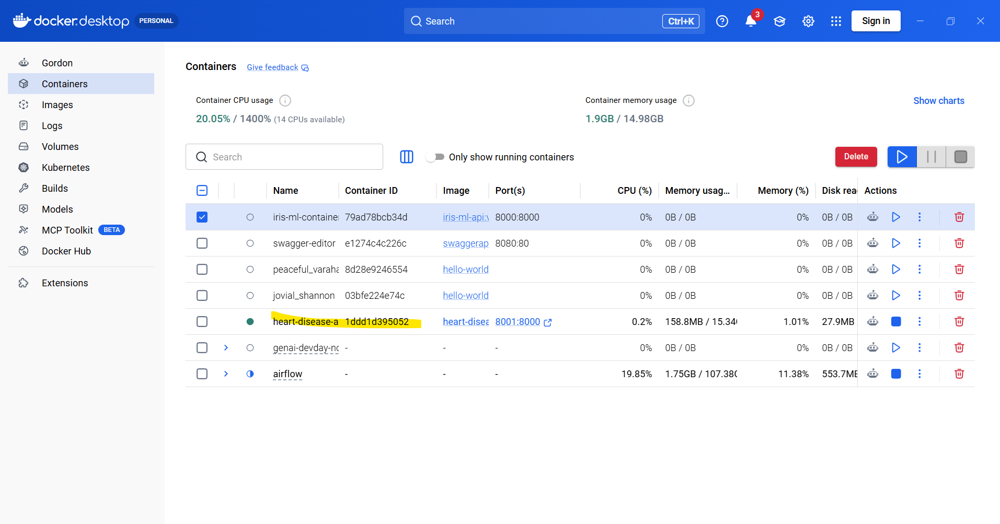 docker.desktop PERSONAL Search Ctrl+K 3 Sign in
Gordon
Containers
Images
Logs
Volumes
Kubernetes
Builds
Models
MCP Toolkit BETA
Docker Hub
Extensions
Containers Give feedback
Container CPU usage
20.05% / 1400% (14 CPUs available)
Container memory usage
1.9GB / 14.98GB
Show charts
Search
Only show running containers
Delete
Name Container ID Image Port(s) CPU (%) Memory usag... Memory (%) Disk rea Actions
iris-ml-container 79ad78bcb34d iris-ml-api:v 8000:8000 0% 0B / 0B 0% 0B / 0B
swagger-editor e1274c4c226c swaggerap 8080:80 0% 0B / 0B 0% 0B / 0B
peaceful_varaha 8d28e9246554 hello-world 0% 0B / 0B 0% 0B / 0B
jovial_shannon 03bfe224e74c hello-world 0% 0B / 0B 0% 0B / 0B
heart-disease-a 1ddd1d395052 heart-disea 8001:8000 0.2% 158.8MB / 15.34G 1.01% 27.9MB
genai-devday-no - - - 0% 0B / 0B 0% 0B / 0B
airflow - - - 19.85% 1.75GB / 107.38G 11.38% 553.7MB